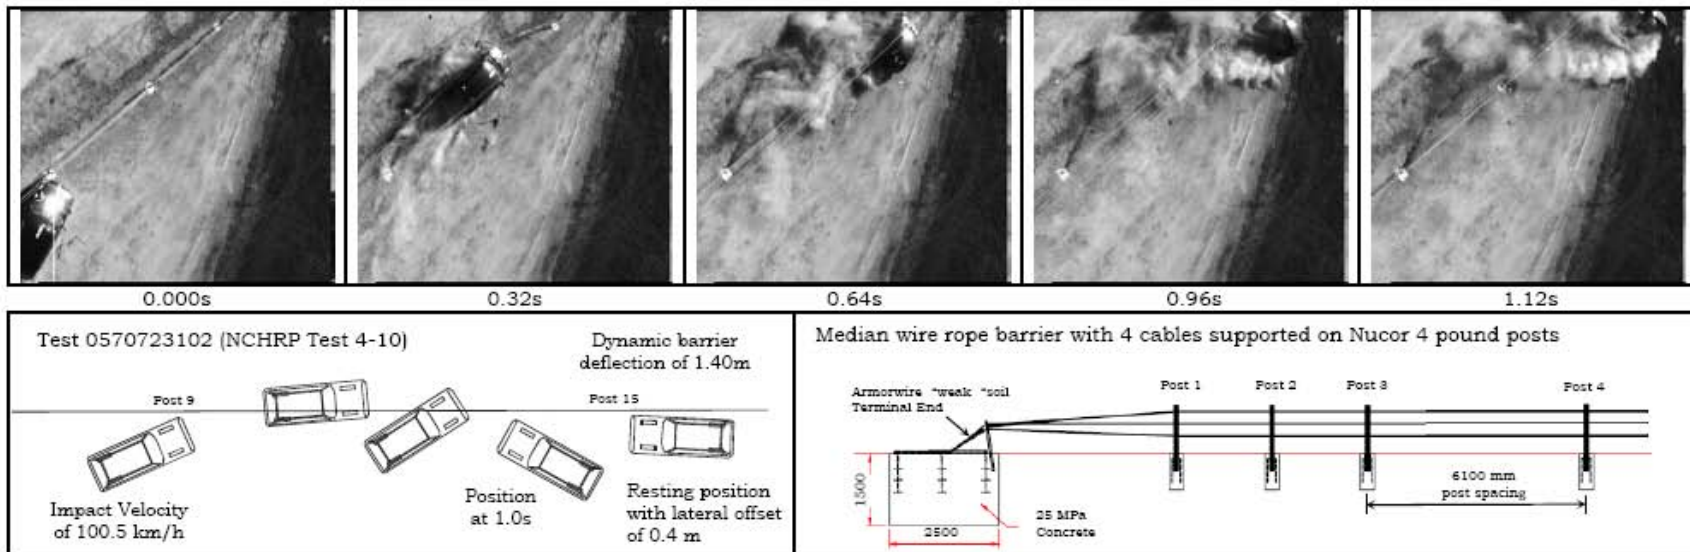 0.000s
0.32s
0.64s
0.96s
1.12s
Test 0570723102 (NCHRP Test 4-10)
Dynamic barrier
deflection of 1.40m
Post 9
Post 15
Impact Velocity
of 100.5 km/h
Position
at 1.0s
Resting position
with lateral offset
of 0.4 m
Median wire rope barrier with 4 cables supported on Nucor 4 pound posts
Armorwire "weak "soil
Terminal End
Post 1
Post 2
Post 3
Post 4
1500
2500
25 MPa
Concrete
6100 mm
post spacing